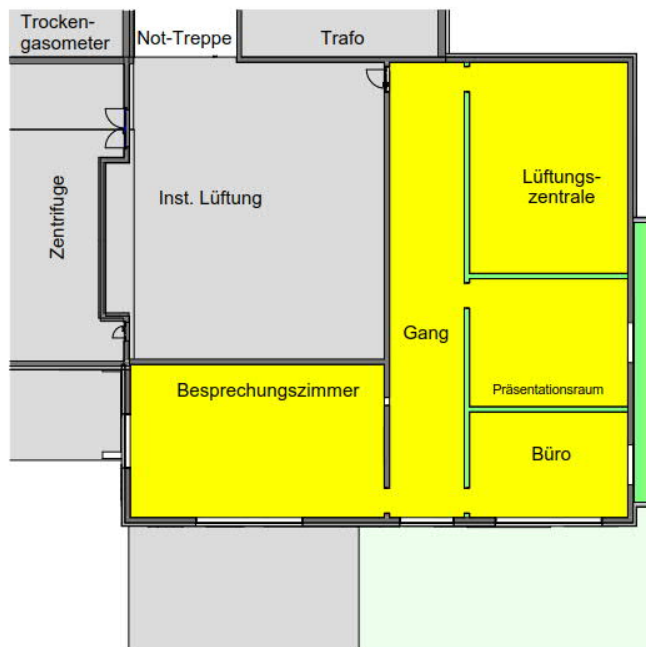 Trocken-
gasometer
Not-Treppe
Trafo
Zentrifuge
Inst. Lüftung
Lüftungs-
zentrale
Gang
Besprechungszimmer
Präsentationsraum
Büro